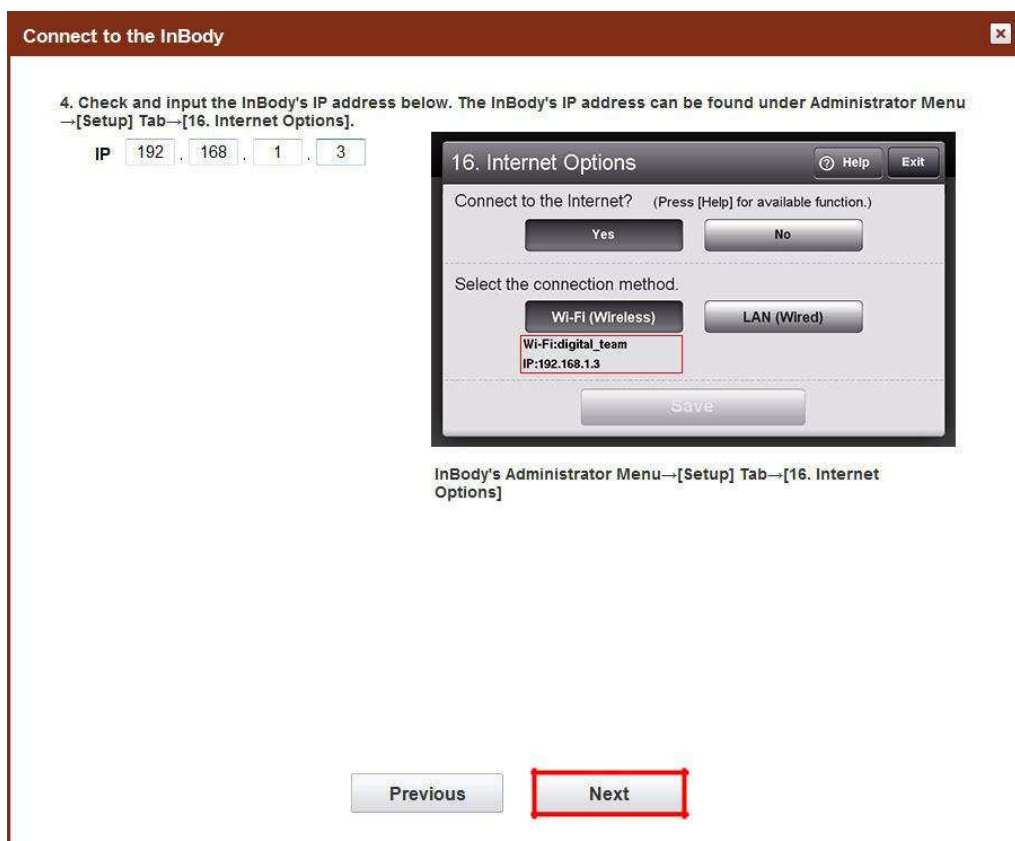 Connect to the InBody
4. Check and input the InBody's IP address below. The InBody's IP address can be found under Administrator Menu
→[Setup] Tab→[16. Internet Options].
IP 192 . 168 . 1 . 3
16. Internet Options
? Help
Exit
Connect to the Internet? (Press [Help] for available function.)
Yes
No
Select the connection method.
Wi-Fi (Wireless)
LAN (Wired)
Wi-Fi:digital_team
IP:192.168.1.3
Save
InBody's Administrator Menu→[Setup] Tab→[16. Internet
Options]
Previous
Next